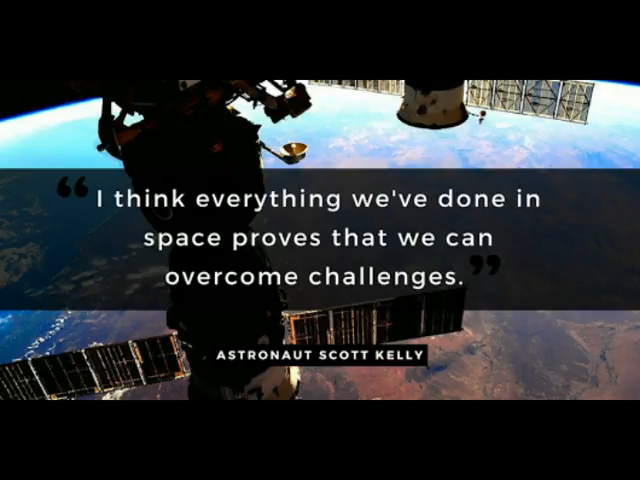 “I think everything we've done in
space proves that we can
overcome challenges.”
ASTRONAUT SCOTT KELLY